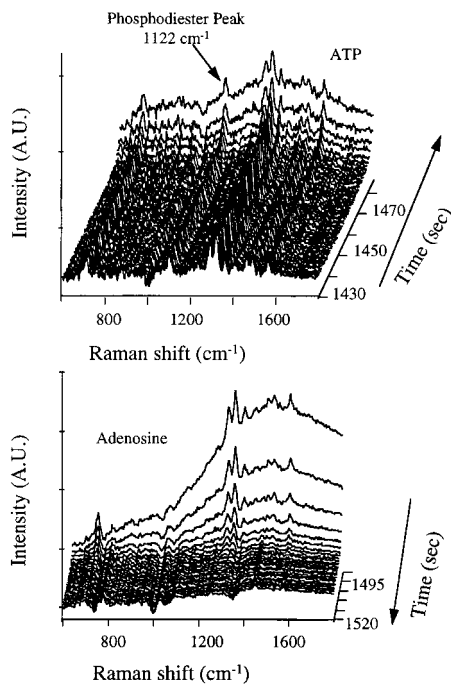 Phosphodiester Peak
1122 cm⁻¹
ATP
Intensity (A.U.)
1470
1450
1430
Time (sec)
800 1200 1600
Raman shift (cm⁻¹)
Adenosine
Intensity (A.U.)
1495
1520
Time (sec)
800 1200 1600
Raman shift (cm⁻¹)